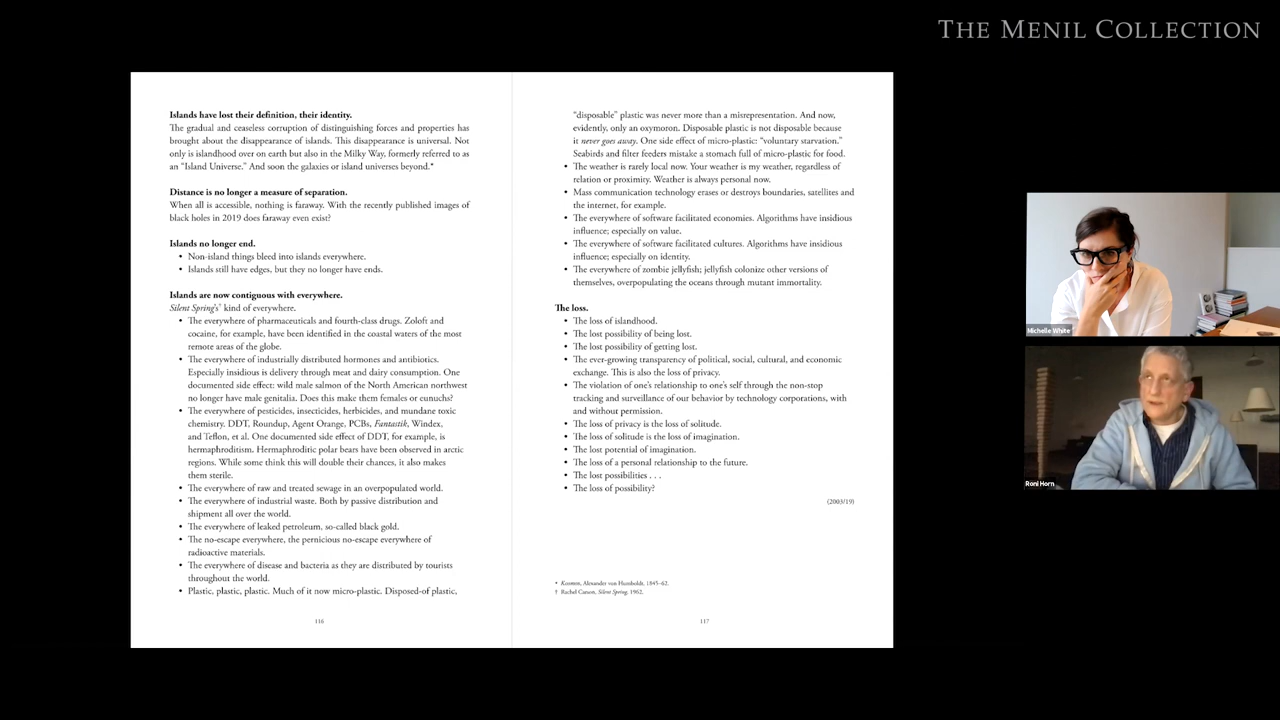 THE MENIL COLLECTION
Islands have lost their definition, their identity.
The gradual and ceaseless corruption of distinguishing forces and properties has
brought about the disappearance of islands. This disappearance is universal. Not
only is islandhood over on earth but also in the Milky Way, formerly referred to as
an “Island Universe.” And soon the galaxies or island universes beyond.*
Distance is no longer a measure of separation.
When all is accessible, nothing is faraway. With the recently published images of
black holes in 2019 does faraway even exist?
Islands no longer end.
• Non-island things bleed into islands everywhere.
• Islands still have edges, but they no longer have ends.
Islands are now contiguous with everywhere.
Silent Spring's† kind of everywhere.
• The everywhere of pharmaceuticals and fourth-class drugs. Zoloft and
cocaine, for example, have been identified in the coastal waters of the most
remote areas of the globe.
• The everywhere of industrially distributed hormones and antibiotics.
Especially insidious is delivery through meat and dairy consumption. One
documented side effect: wild male salmon of the North American northwest
no longer have male genitalia. Does this make them females or eunuchs?
• The everywhere of pesticides, insecticides, herbicides, and mundane toxic
chemistry. DDT, Roundup, Agent Orange, PCBs, Fantastik, Windex,
and Teflon, et al. One documented side effect of DDT, for example, is
hermaphroditism. Hermaphroditic polar bears have been observed in arctic
regions. While some think this will double their chances, it also makes
them sterile.
• The everywhere of raw and treated sewage in an overpopulated world.
• The everywhere of industrial waste. Both by passive distribution and
shipment all over the world.
• The everywhere of leaked petroleum, so-called black gold.
• The no-escape everywhere, the pernicious no-escape everywhere of
radioactive materials.
• The everywhere of disease and bacteria as they are distributed by tourists
throughout the world.
• Plastic, plastic, plastic. Much of it now micro-plastic. Disposed-of plastic,
116
“disposable” plastic was never more than a misrepresentation. And now,
evidently, only an oxymoron. Disposable plastic is not disposable because
it never goes away. One side effect of micro-plastic: “voluntary starvation.”
Seabirds and filter feeders mistake a stomach full of micro-plastic for food.
• The weather is rarely local now. Your weather is my weather, regardless of
relation or proximity. Weather is always personal now.
• Mass communication technology erases or destroys boundaries, satellites and
the internet, for example.
• The everywhere of software facilitated economies. Algorithms have insidious
influence; especially on value.
• The everywhere of software facilitated cultures. Algorithms have insidious
influence; especially on identity.
• The everywhere of zombie jellyfish; jellyfish colonize other versions of
themselves, overpopulating the oceans through mutant immortality.
The loss.
• The loss of islandhood.
• The lost possibility of being lost.
• The lost possibility of getting lost.
• The ever-growing transparency of political, social, cultural, and economic
exchange. This is also the loss of privacy.
• The violation of one's relationship to one's self through the non-stop
tracking and surveillance of our behavior by technology corporations, with
and without permission.
• The loss of privacy is the loss of solitude.
• The loss of solitude is the loss of imagination.
• The lost potential of imagination.
• The loss of a personal relationship to the future.
• The lost possibilities . . .
• The loss of possibility?
(2003/19)
* Kosmos, Alexander von Humboldt, 1845–62.
† Rachel Carson, Silent Spring, 1962.
117
Michelle White
Roni Horn